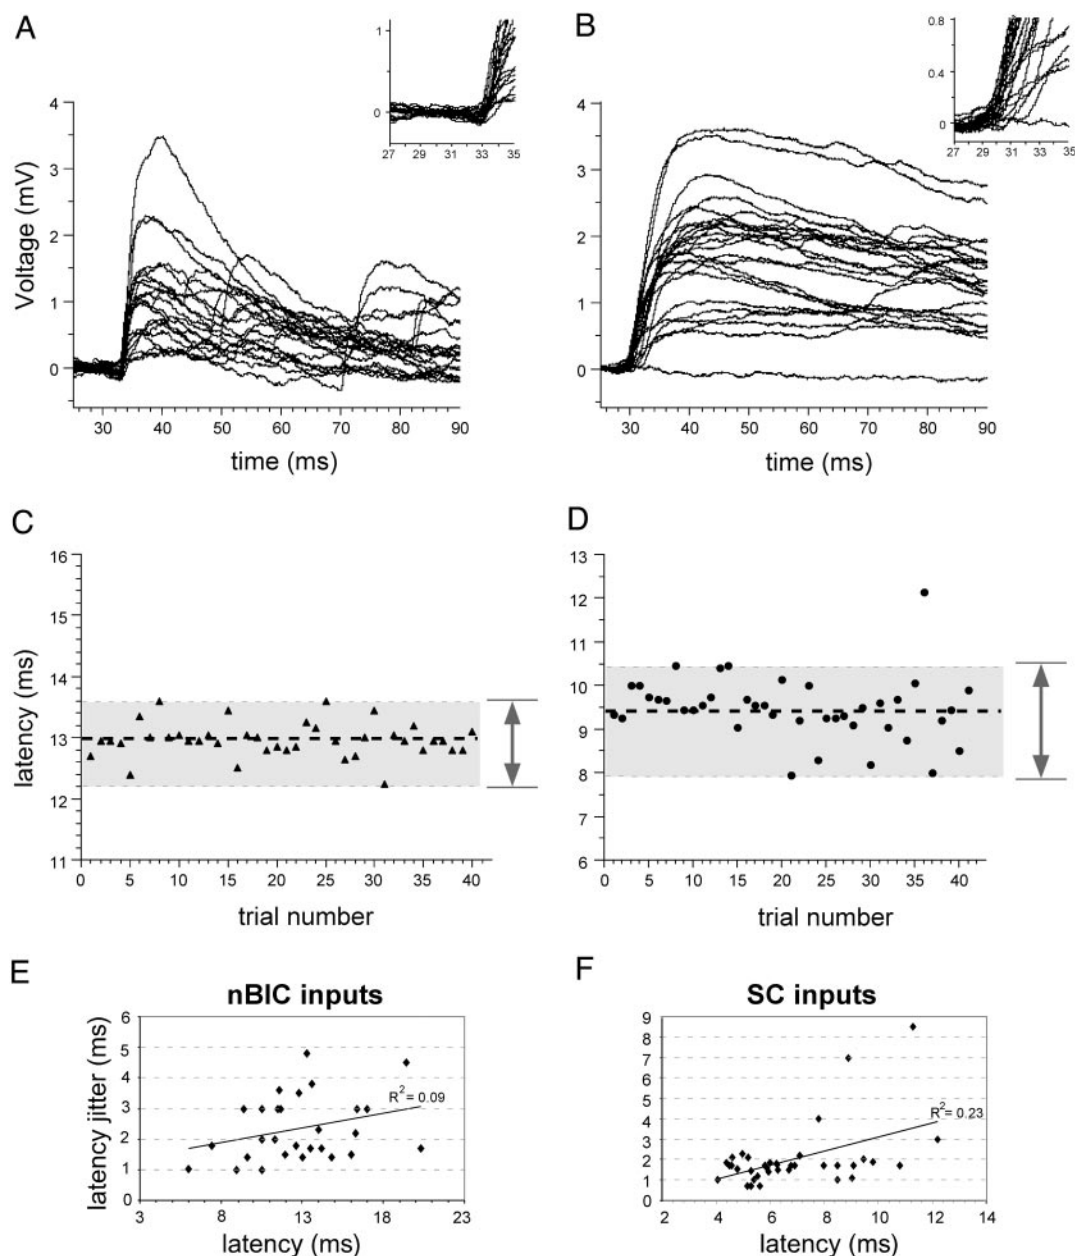 A
B
1
0
27 29 31 33 35
0.8
0.4
0
27 29 31 33 35
4
3
2
1
0
Voltage (mV)
30 40 50 60 70 80 90
time (ms)
4
3
2
1
0
30 40 50 60 70 80 90
time (ms)
C
D
16
15
14
13
12
11
latency (ms)
0 5 10 15 20 25 30 35 40
trial number
13
12
11
10
9
8
7
6
0 5 10 15 20 25 30 35 40
trial number
E
F
nBIC inputs
SC inputs
6
5
4
3
2
1
0
latency jitter (ms)
R²= 0.09
3 8 13 18 23
latency (ms)
9
8
7
6
5
4
3
2
1
0
R²= 0.23
2 4 6 8 10 12 14
latency (ms)